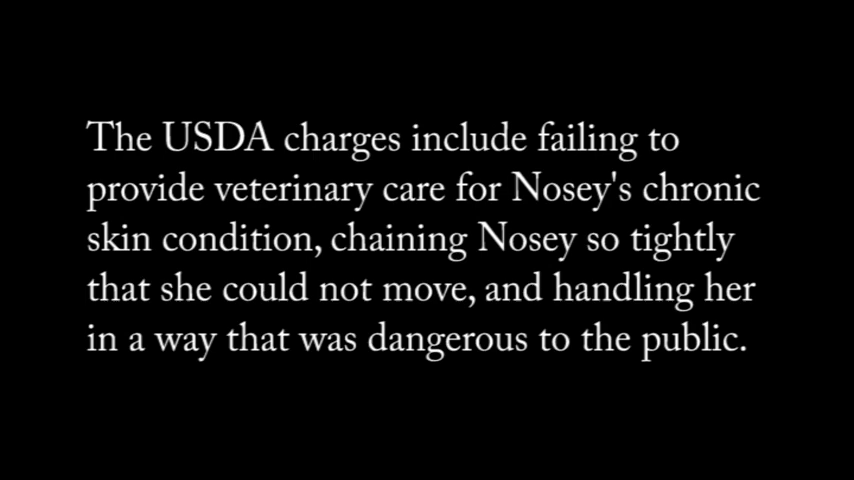 The USDA charges include failing to
provide veterinary care for Nosey's chronic
skin condition, chaining Nosey so tightly
that she could not move, and handling her
in a way that was dangerous to the public.